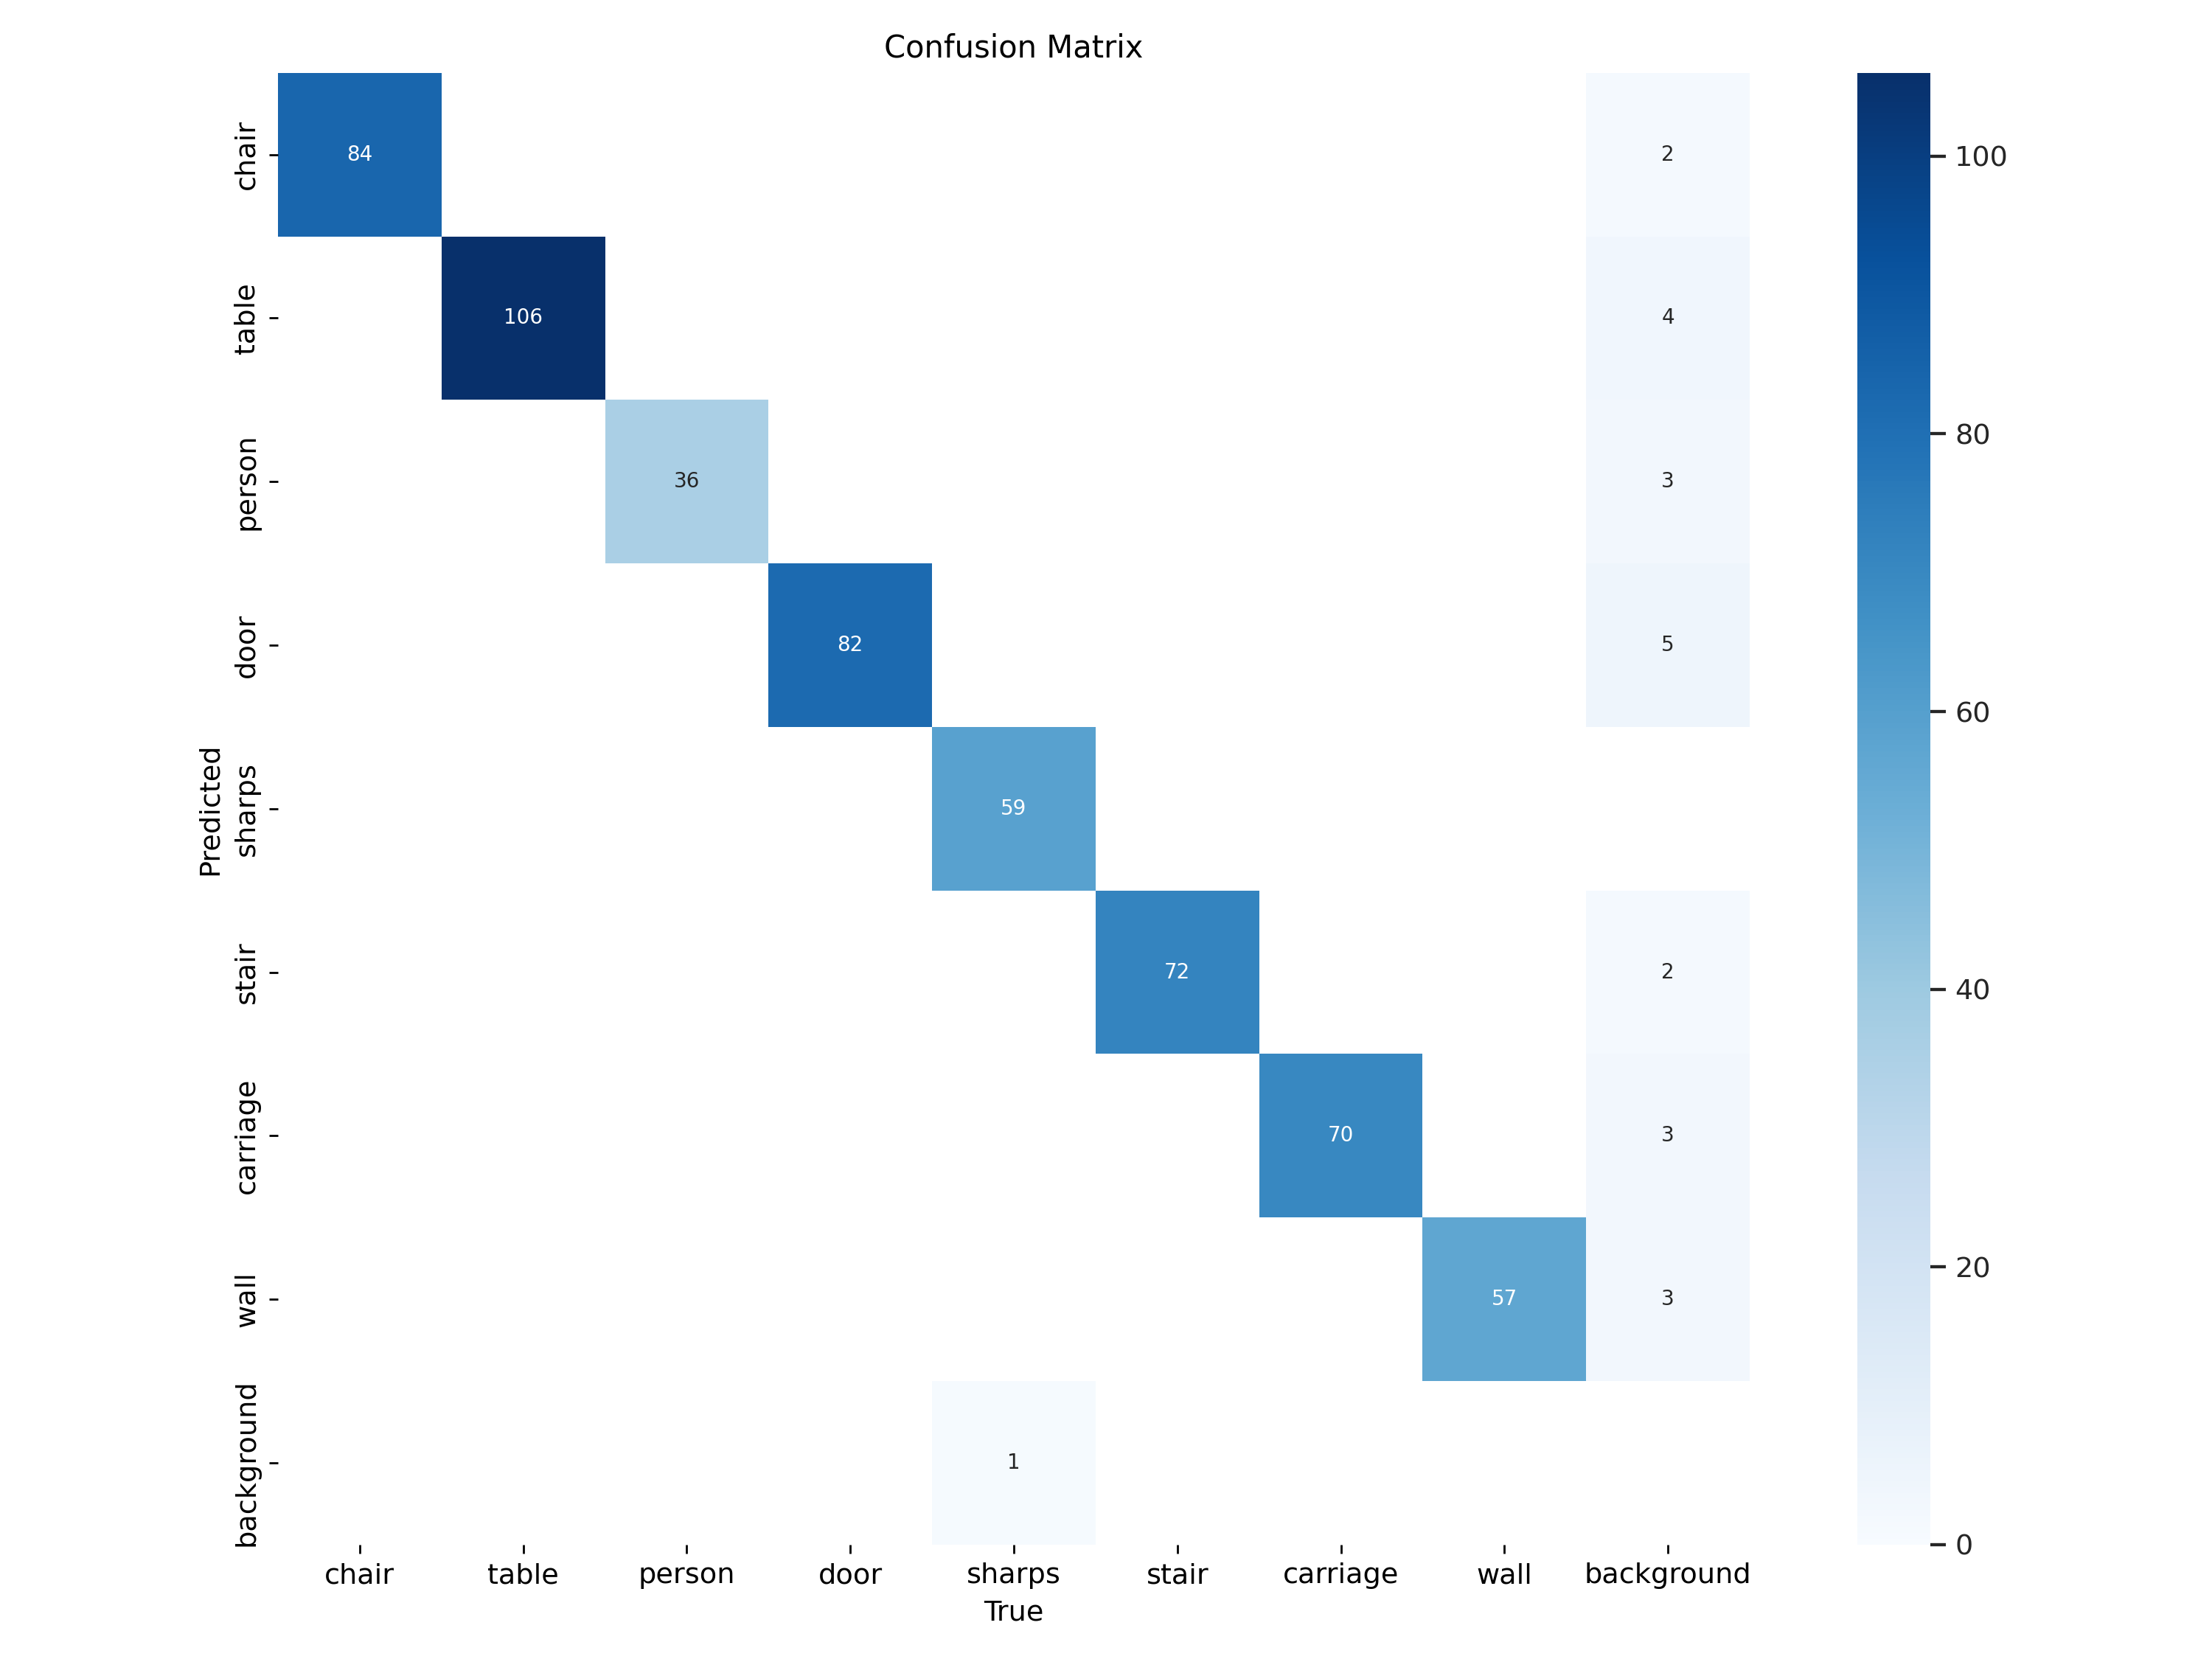 Confusion Matrix
chair
84
2
100
table
106
4
80
person
36
3
door
82
5
60
Predicted
sharps
59
stair
72
2
40
carriage
70
3
wall
57
3
20
background
1
0
chair table person door sharps stair carriage wall background
True